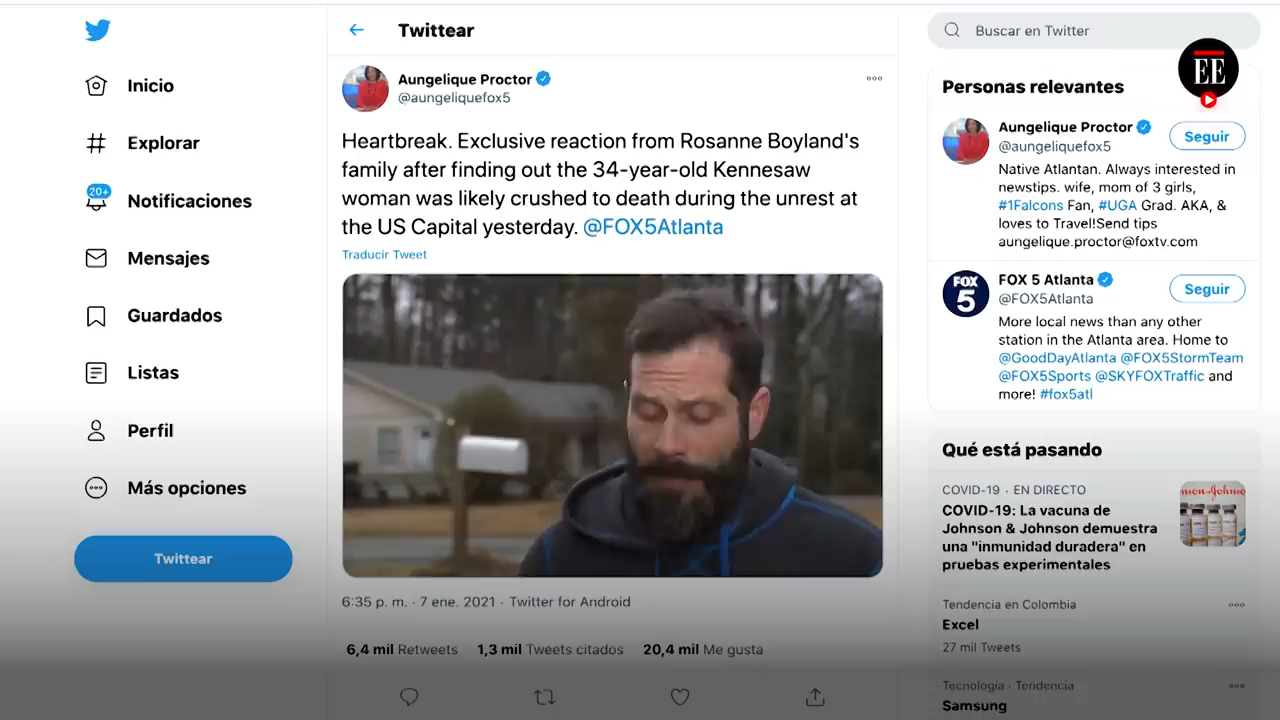 Inicio
Explorar
20+
Notificaciones
Mensajes
Guardados
Listas
Perfil
Más opciones
Twittear
Twittear
Aungelique Proctor
@aungeliquefox5
Heartbreak. Exclusive reaction from Rosanne Boyland's
family after finding out the 34-year-old Kennesaw
woman was likely crushed to death during the unrest at
the US Capital yesterday. @FOX5Atlanta
Traducir Tweet
6:35 p. m. · 7 ene. 2021 · Twitter for Android
6,4 mil Retweets 1,3 mil Tweets citados 20,4 mil Me gusta
Buscar en Twitter
EE
Personas relevantes
Aungelique Proctor
@aungeliquefox5
Seguir
Native Atlantan. Always interested in
newstips. wife, mom of 3 girls,
#1Falcons Fan, #UGA Grad. AKA, &
loves to Travel!Send tips
aungelique.proctor@foxtv.com
FOX
5
FOX 5 Atlanta
@FOX5Atlanta
Seguir
More local news than any other
station in the Atlanta area. Home to
@GoodDayAtlanta @FOX5StormTeam
@FOX5Sports @SKYFOXTraffic and
more! #fox5atl
Qué está pasando
COVID-19 · EN DIRECTO
COVID-19: La vacuna de
Johnson & Johnson demuestra
una "inmunidad duradera" en
pruebas experimentales
Tendencia en Colombia
Excel
27 mil Tweets
Tecnología · Tendencia
Samsung